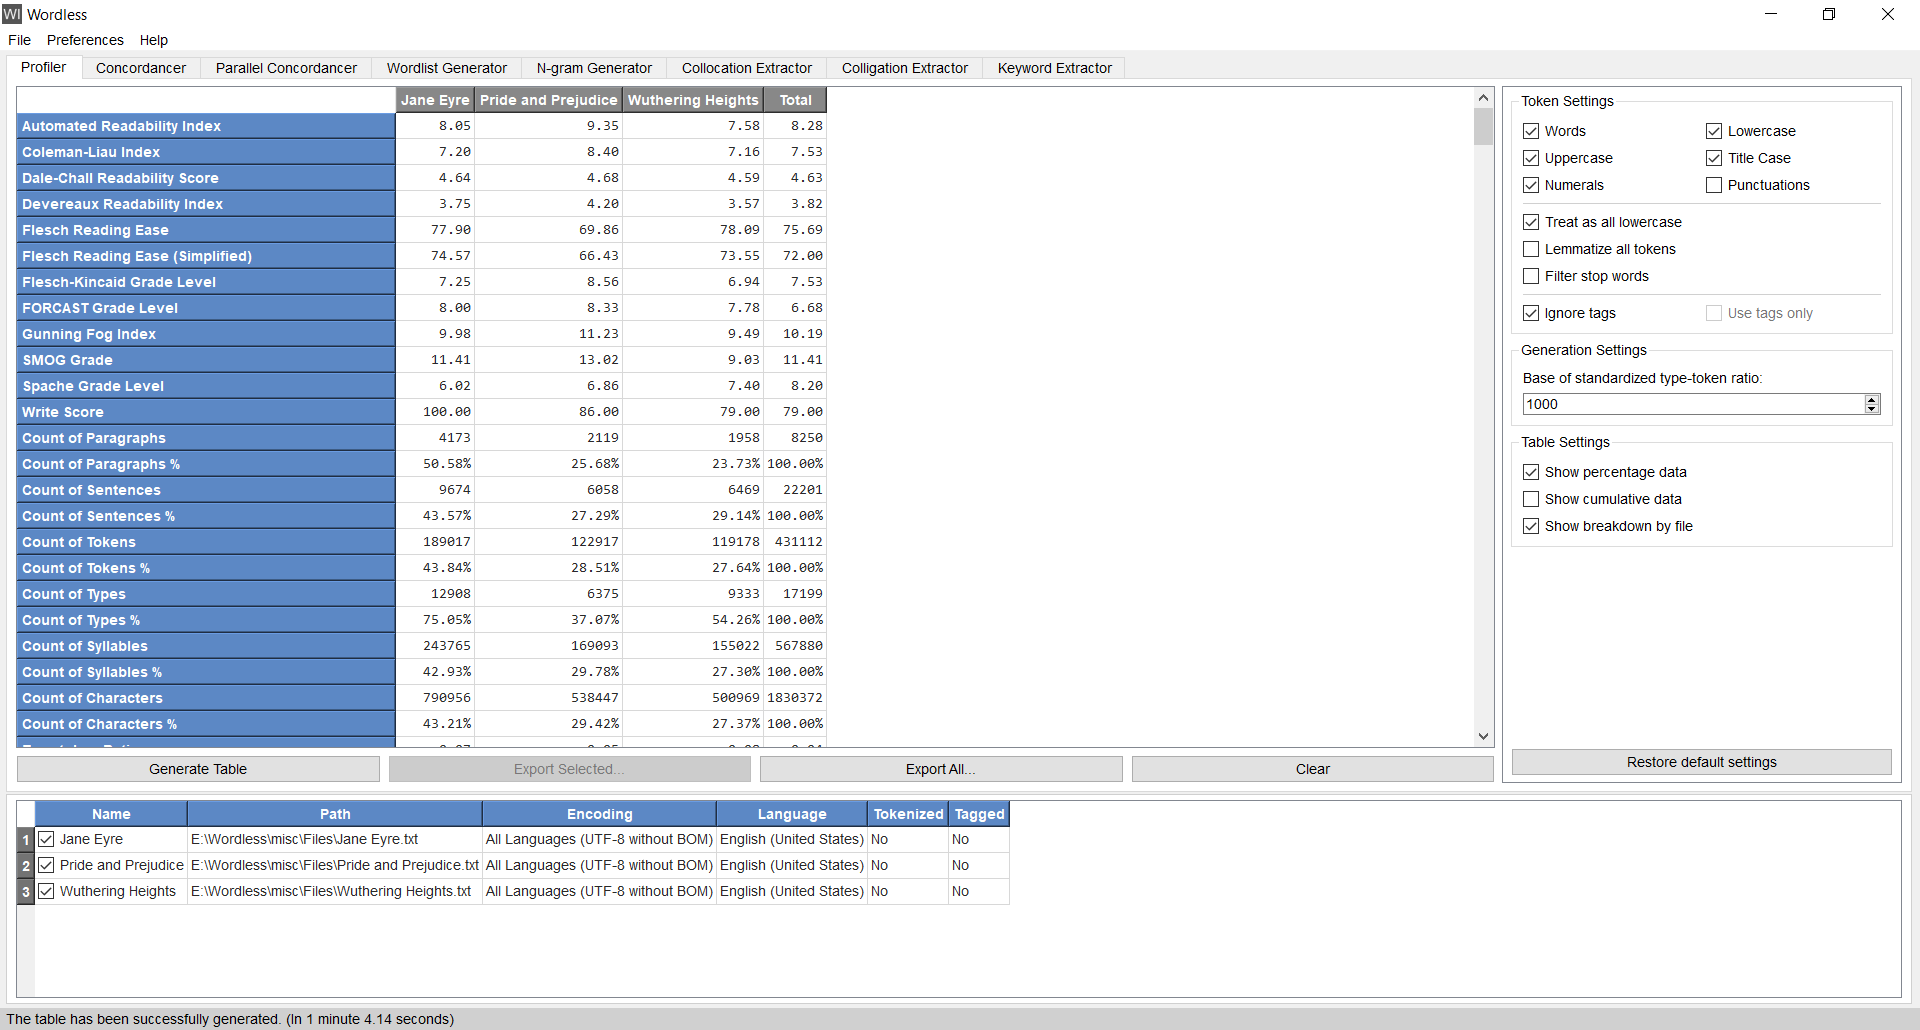 Wl Wordless
File Preferences Help
Profiler Concordancer Parallel Concordancer Wordlist Generator N-gram Generator Collocation Extractor Colligation Extractor Keyword Extractor
Jane Eyre Pride and Prejudice Wuthering Heights Total
Automated Readability Index 8.05 9.35 7.58 8.28
Coleman-Liau Index 7.20 8.40 7.16 7.53
Dale-Chall Readability Score 4.64 4.68 4.59 4.63
Devereaux Readability Index 3.75 4.20 3.57 3.82
Flesch Reading Ease 77.90 69.86 78.09 75.69
Flesch Reading Ease (Simplified) 74.57 66.43 73.55 72.00
Flesch-Kincaid Grade Level 7.25 8.56 6.94 7.53
FORCAST Grade Level 8.00 8.33 7.78 6.68
Gunning Fog Index 9.98 11.23 9.49 10.19
SMOG Grade 11.41 13.02 9.03 11.41
Spache Grade Level 6.02 6.86 7.40 8.20
Write Score 100.00 86.00 79.00 79.00
Count of Paragraphs 4173 2119 1958 8250
Count of Paragraphs % 50.58% 25.68% 23.73% 100.00%
Count of Sentences 9674 6058 6469 22201
Count of Sentences % 43.57% 27.29% 29.14% 100.00%
Count of Tokens 189017 122917 119178 431112
Count of Tokens % 43.84% 28.51% 27.64% 100.00%
Count of Types 12908 6375 9333 17199
Count of Types % 75.05% 37.07% 54.26% 100.00%
Count of Syllables 243765 169093 155022 567880
Count of Syllables % 42.93% 29.78% 27.30% 100.00%
Count of Characters 790956 538447 500969 1830372
Count of Characters % 43.21% 29.42% 27.37% 100.00%
Generate Table Export Selected... Export All... Clear
Token Settings
Words Lowercase
Uppercase Title Case
Numerals Punctuations
Treat as all lowercase
Lemmatize all tokens
Filter stop words
Ignore tags Use tags only
Generation Settings
Base of standardized type-token ratio:
1000
Table Settings
Show percentage data
Show cumulative data
Show breakdown by file
Restore default settings
Name Path Encoding Language Tokenized Tagged
1 Jane Eyre E:\Wordless\misc\Files\Jane Eyre.txt All Languages (UTF-8 without BOM) English (United States) No No
2 Pride and Prejudice E:\Wordless\misc\Files\Pride and Prejudice.txt All Languages (UTF-8 without BOM) English (United States) No No
3 Wuthering Heights E:\Wordless\misc\Files\Wuthering Heights.txt All Languages (UTF-8 without BOM) English (United States) No No
The table has been successfully generated. (In 1 minute 4.14 seconds)